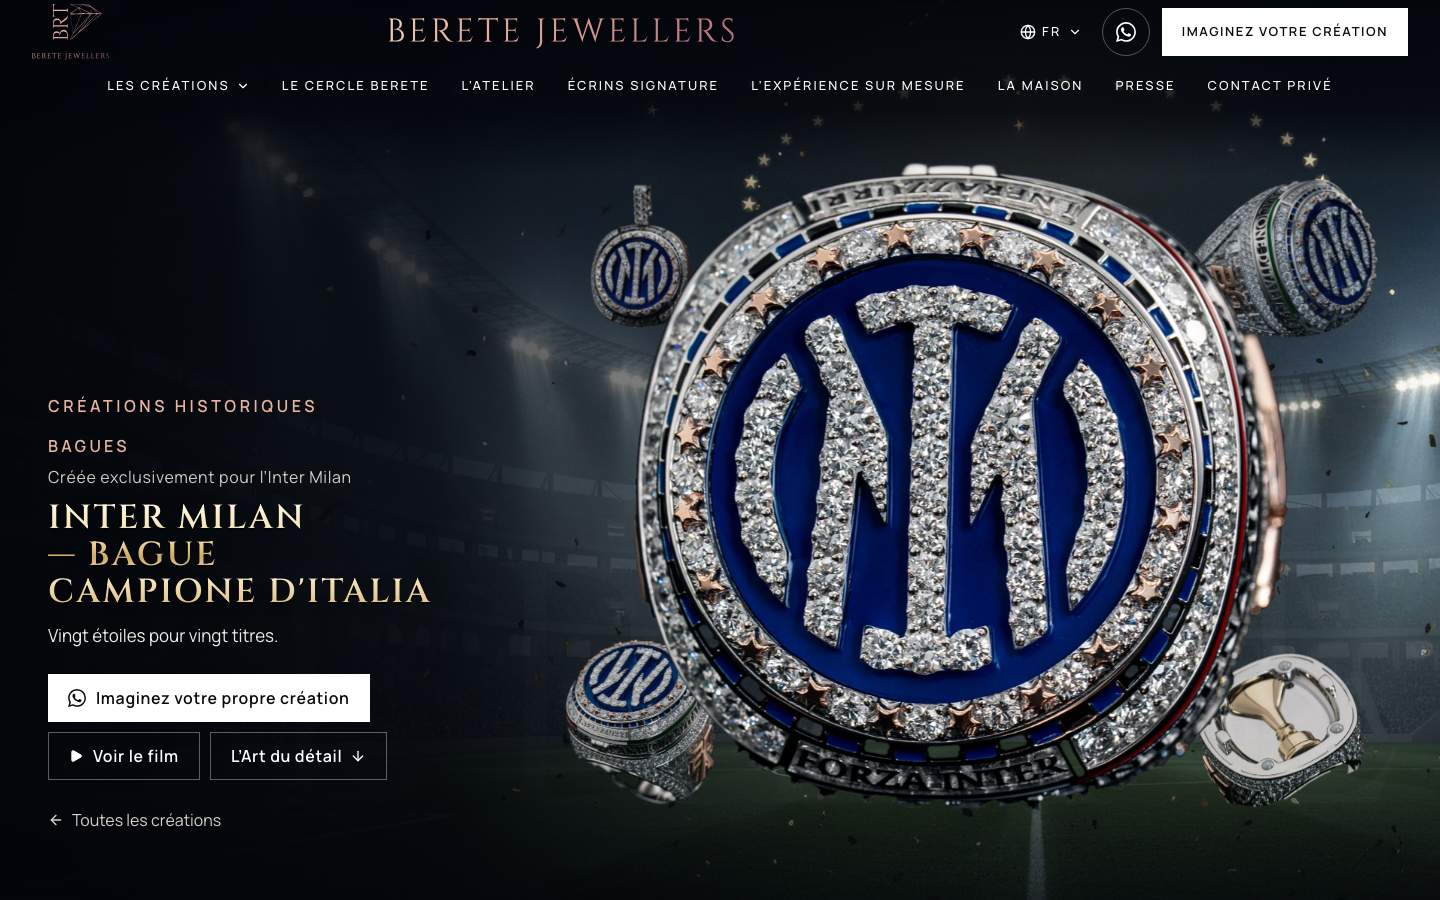 BRT
BERETE JEWELLERS
BERETE JEWELLERS
FR
IMAGINEZ VOTRE CRÉATION
LES CRÉATIONS
LE CERCLE BERETE
L'ATELIER
ÉCRINS SIGNATURE
L'EXPÉRIENCE SUR MESURE
LA MAISON
PRESSE
CONTACT PRIVÉ
CRÉATIONS HISTORIQUES
BAGUES
Créée exclusivement pour l'Inter Milan
INTER MILAN
— BAGUE
CAMPIONE D'ITALIA
Vingt étoiles pour vingt titres.
Imaginez votre propre création
Voir le film
L'Art du détail
Toutes les créations
FORZA INTER